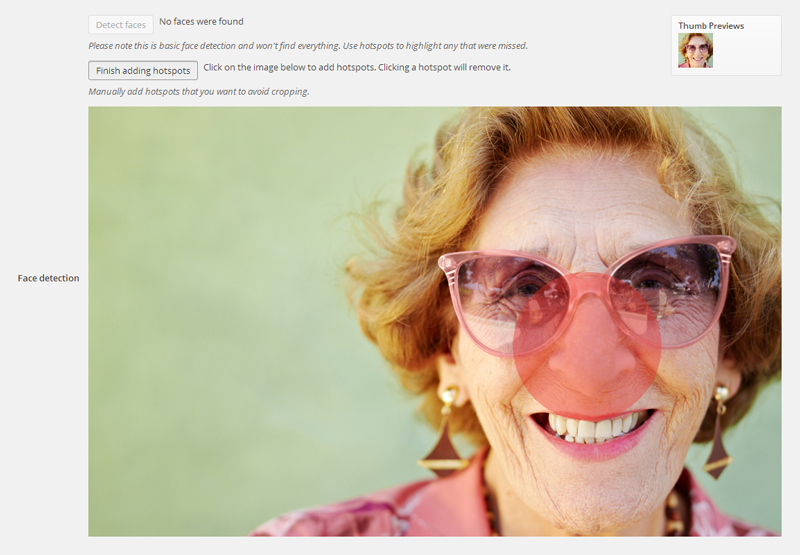 Detect faces No faces were found
Thumb Previews
Please note this is basic face detection and won't find everything. Use hotspots to highlight any that were missed.
Finish adding hotspots Click on the image below to add hotspots. Clicking a hotspot will remove it.
Manually add hotspots that you want to avoid cropping.
Face detection